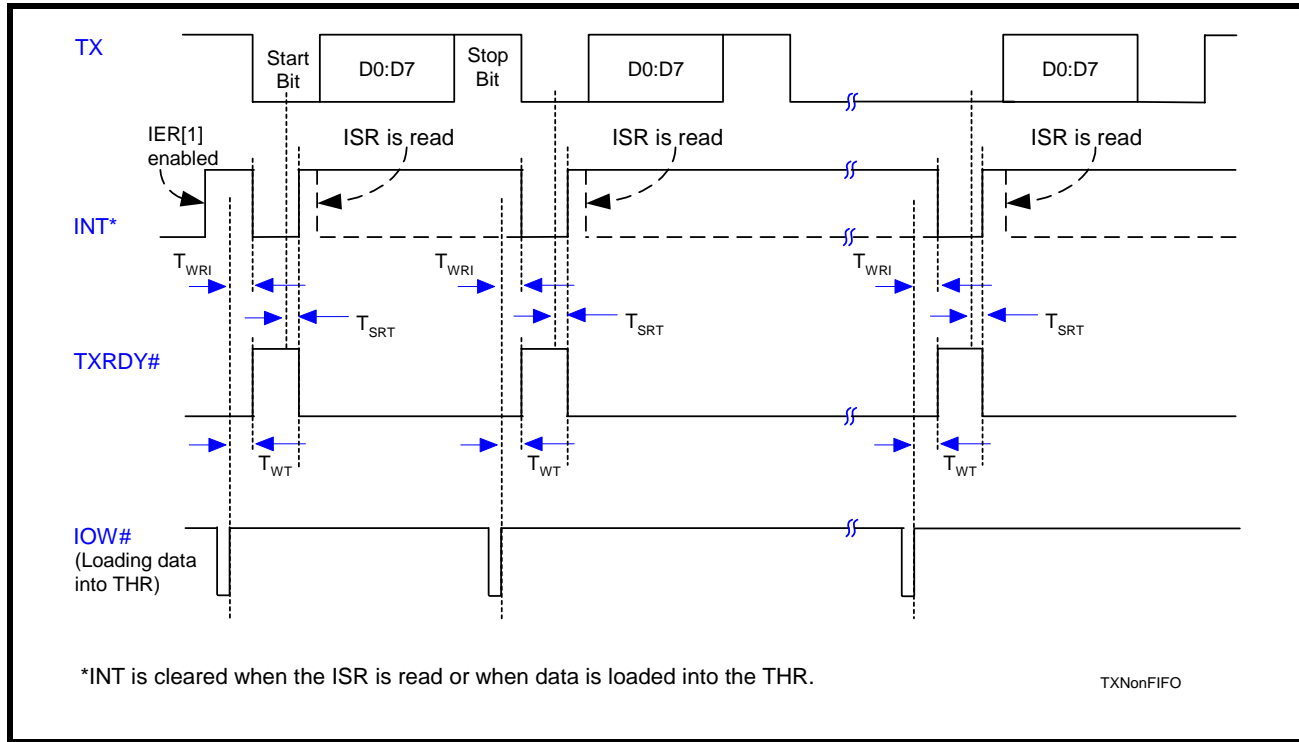 TX
Start
Bit
D0:D7
Stop
Bit
D0:D7
D0:D7
IER[1]
enabled
ISR is read
ISR is read
ISR is read
INT*
TWRI
TWRI
TWRI
TSRT
TSRT
TSRT
TXRDY#
TWT
TWT
TWT
IOW#
(Loading data
into THR)
*INT is cleared when the ISR is read or when data is loaded into the THR.
TXNonFIFO